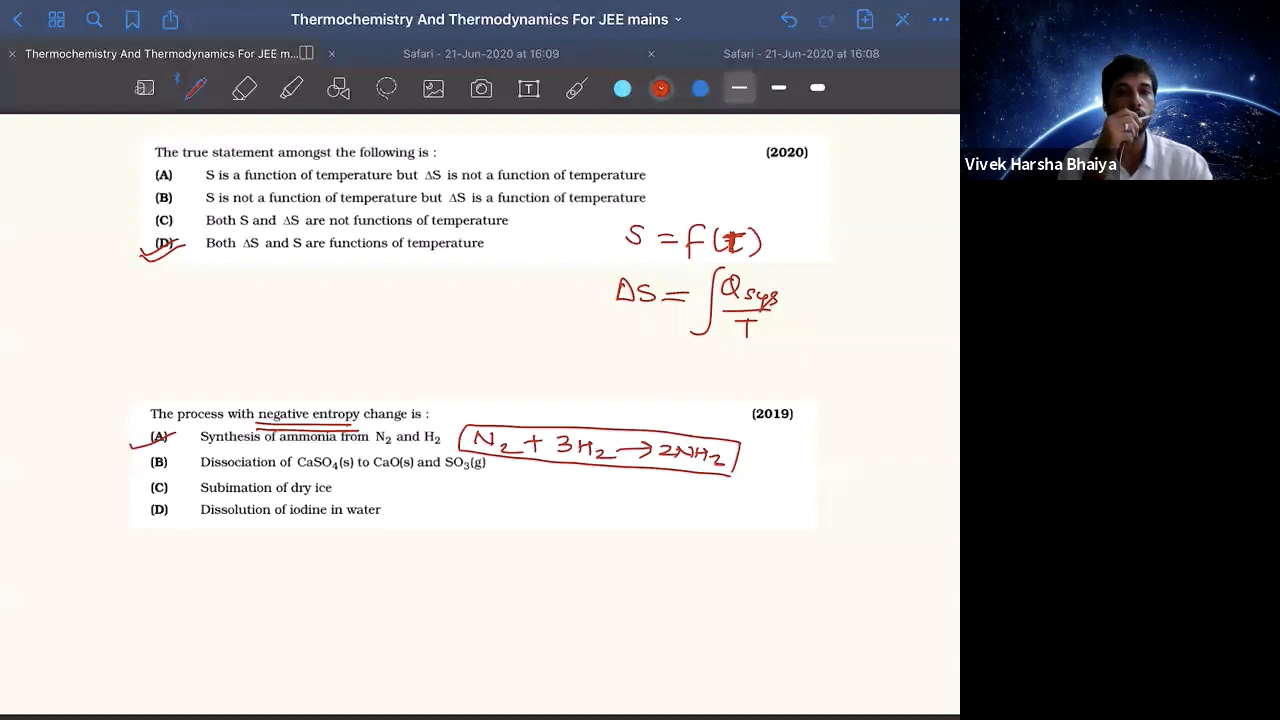 Thermochemistry And Thermodynamics For JEE mains
Thermochemistry And Thermodynamics For JEE m...
Safari - 21-Jun-2020 at 16:09
Safari - 21-Jun-2020 at 16:08
T
Vivek Harsha Bhaiya
The true statement amongst the following is : (2020)
(A) S is a function of temperature but ΔS is not a function of temperature
(B) S is not a function of temperature but ΔS is a function of temperature
(C) Both S and ΔS are not functions of temperature
(D) Both ΔS and S are functions of temperature
S = f(T)
ΔS = ∫ Qsys
T
The process with negative entropy change is : (2019)
(A) Synthesis of ammonia from N₂ and H₂
N₂ + 3H₂ → 2NH₂
(B) Dissociation of CaSO₄(s) to CaO(s) and SO₃(g)
(C) Subimation of dry ice
(D) Dissolution of iodine in water